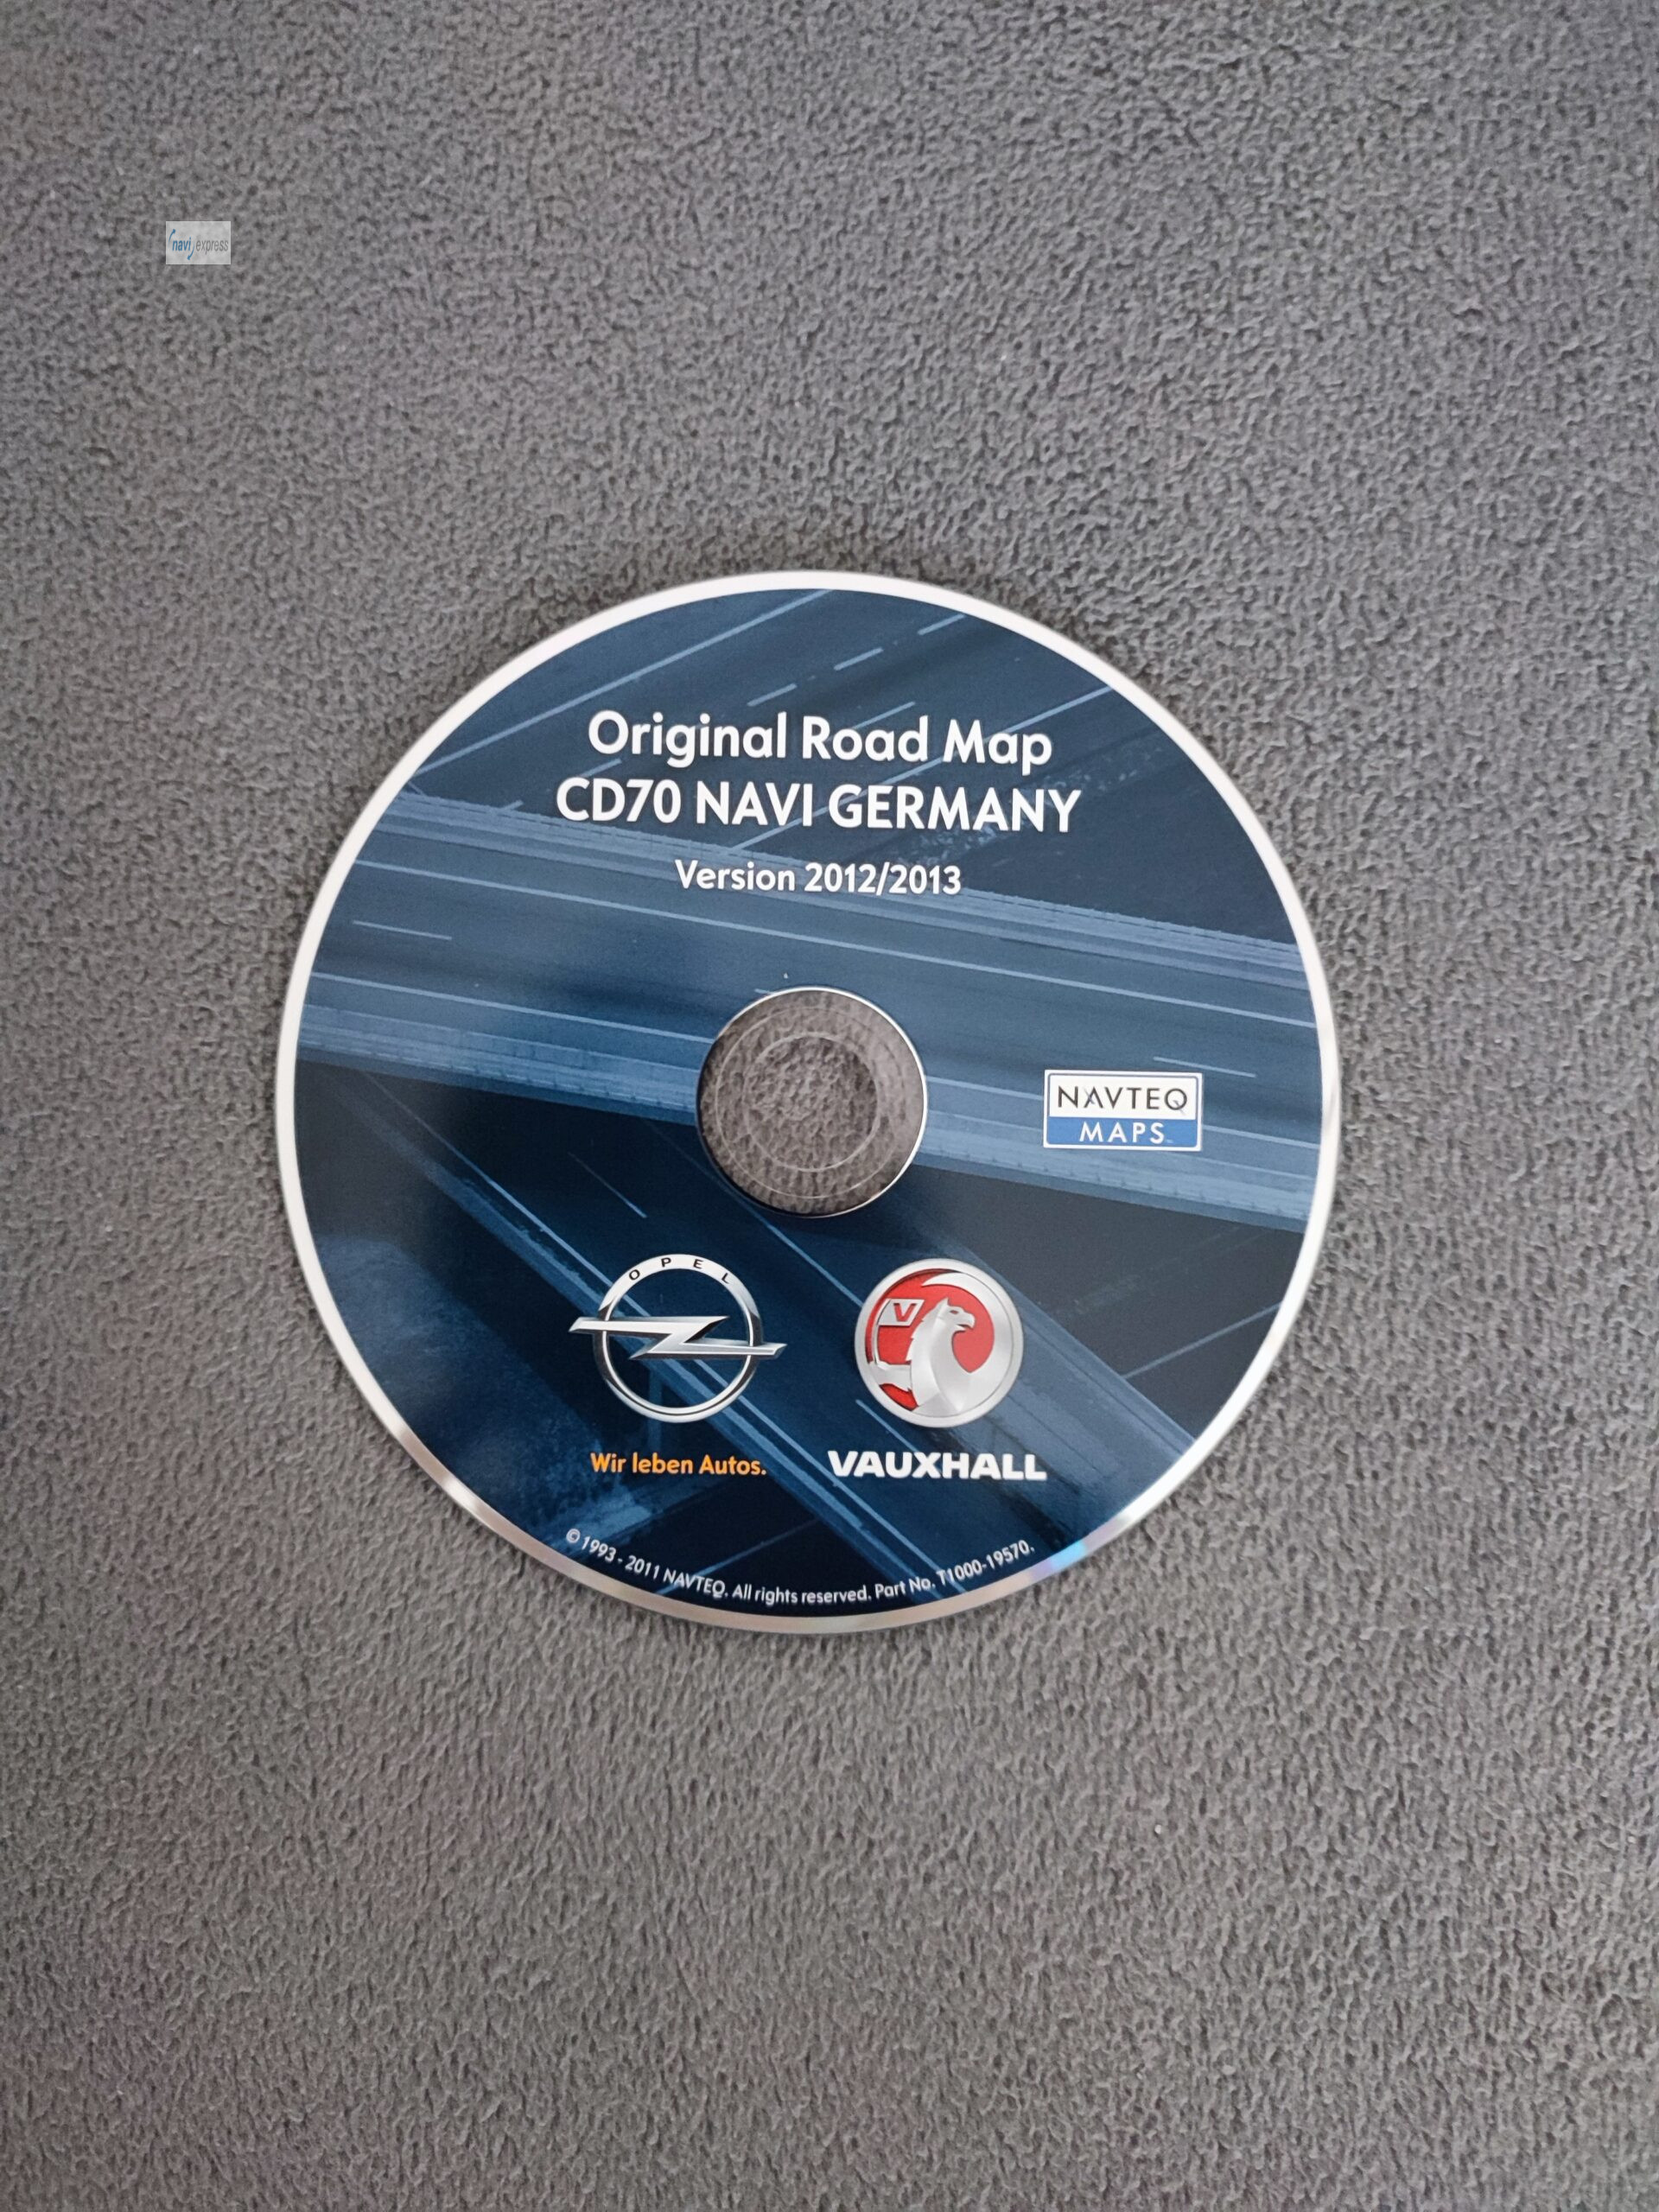 navi express
Original Road Map
CD70 NAVI GERMANY
Version 2012/2013
NAVTEQ
MAPS
OPEL
V
Wir leben Autos.
VAUXHALL
© 1993 - 2011 NAVTEQ. All rights reserved. Part No. T1000-19570.